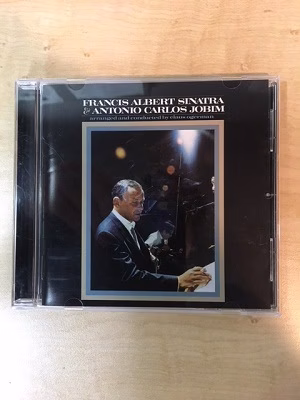 FRANCIS ALBERT SINATRA
& ANTONIO CARLOS JOBIM
arranged and conducted by claus ogerman